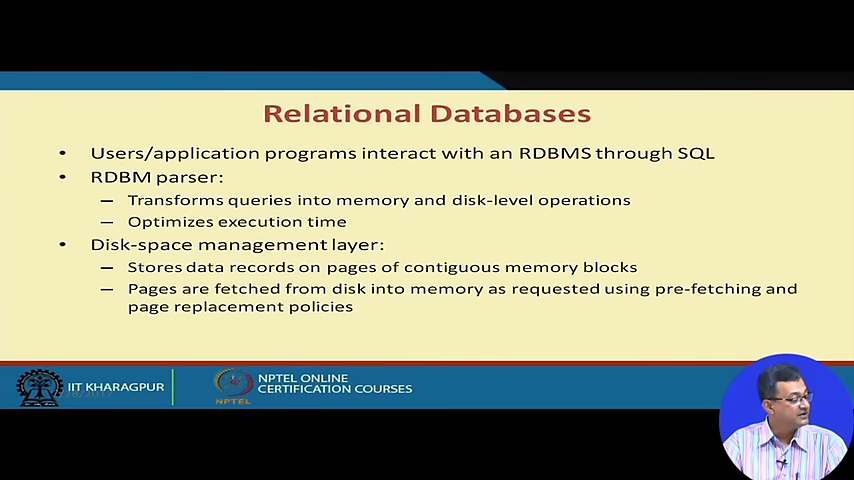 Relational Databases
• Users/application programs interact with an RDBMS through SQL
• RDBM parser:
– Transforms queries into memory and disk-level operations
– Optimizes execution time
• Disk-space management layer:
– Stores data records on pages of contiguous memory blocks
– Pages are fetched from disk into memory as requested using pre-fetching and
page replacement policies
IIT KHARAGPUR
NPTEL
NPTEL ONLINE
CERTIFICATION COURSES